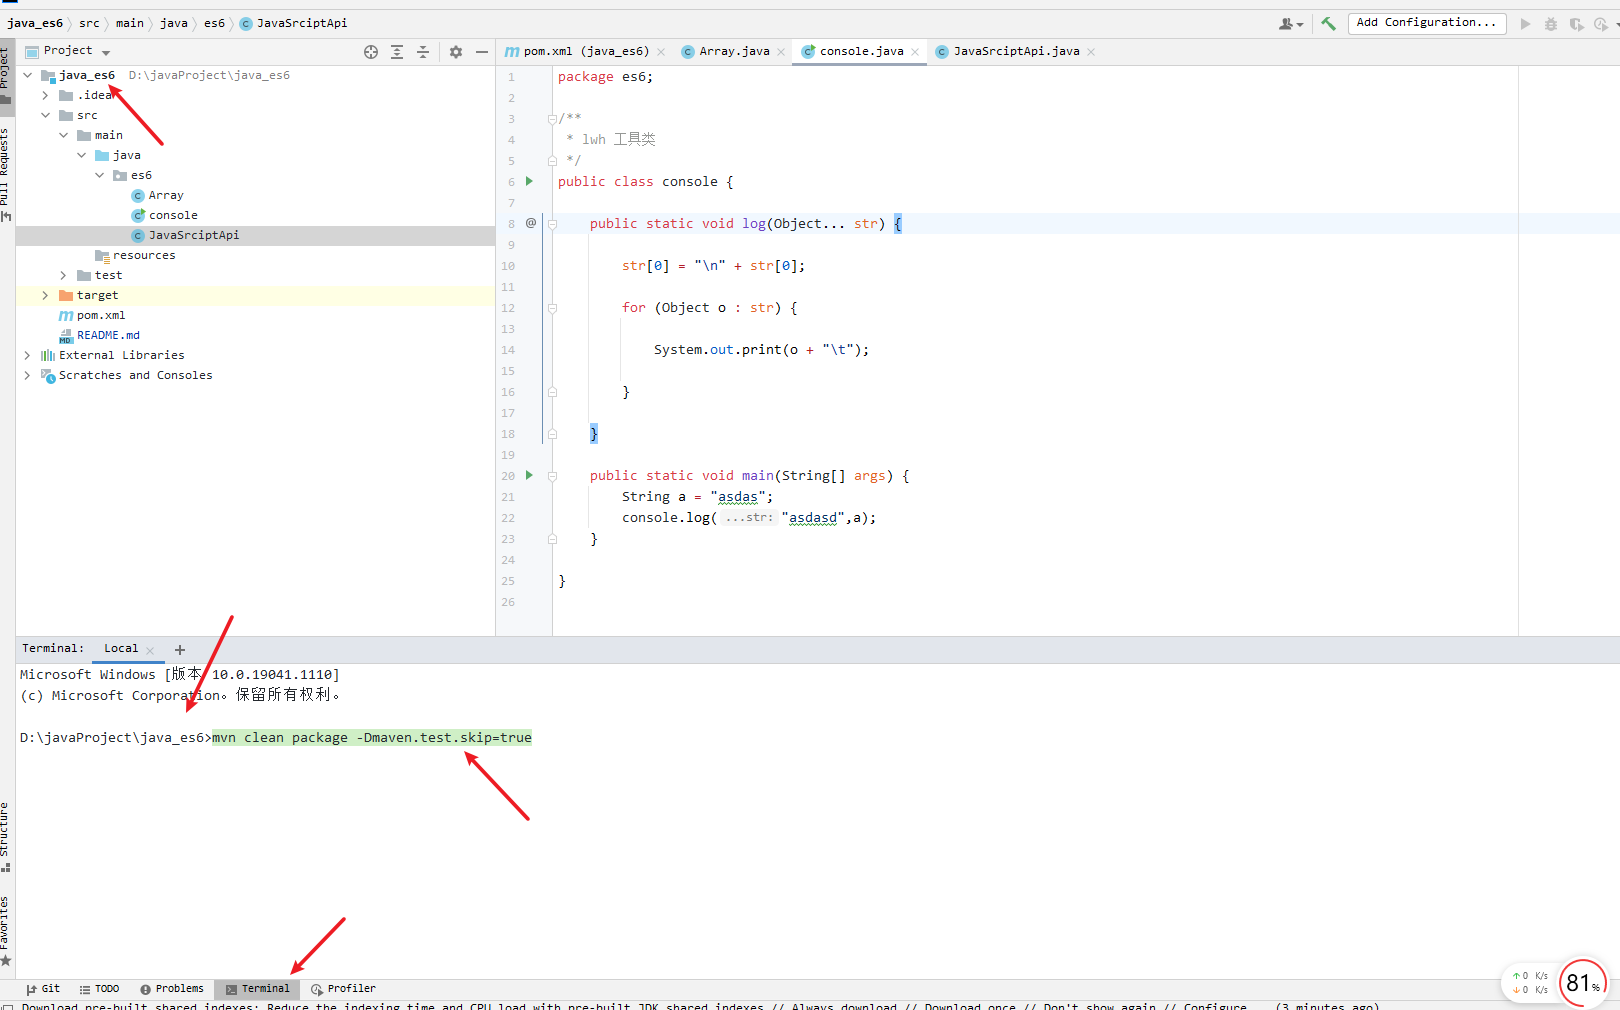 java_es6 src main java es6 JavaSrciptApi
Add Configuration...
Project
pom.xml (java_es6)
Array.java
console.java
JavaSrciptApi.java
Project
Pull Requests
Structure
Favorites
java_es6 D:\javaProject\java_es6
.idea
src
main
java
es6
Array
console
JavaSrciptApi
resources
test
target
pom.xml
README.md
External Libraries
Scratches and Consoles
1 package es6;
2
3 /**
4 * lwh 工具类
5 */
6 public class console {
7
8 @ public static void log(Object... str) {
9
10 str[0] = "\n" + str[0];
11
12 for (Object o : str) {
13
14 System.out.print(o + "\t");
15
16 }
17
18 }
19
20 public static void main(String[] args) {
21 String a = "asdas";
22 console.log( ...str: "asdasd",a);
23 }
24
25 }
26
Terminal: Local +
Microsoft Windows [版本 10.0.19041.1110]
(c) Microsoft Corporation。保留所有权利。
D:\javaProject\java_es6>mvn clean package -Dmaven.test.skip=true
Git TODO Problems Terminal Profiler
↑ 0 K/s
↓ 0 K/s
81%
Download pre-built shared indexes: Reduce the indexing time and CPU load with pre-built JDK shared indexes // Always download // Download once // Don't show again // Configure... (3 minutes ago)